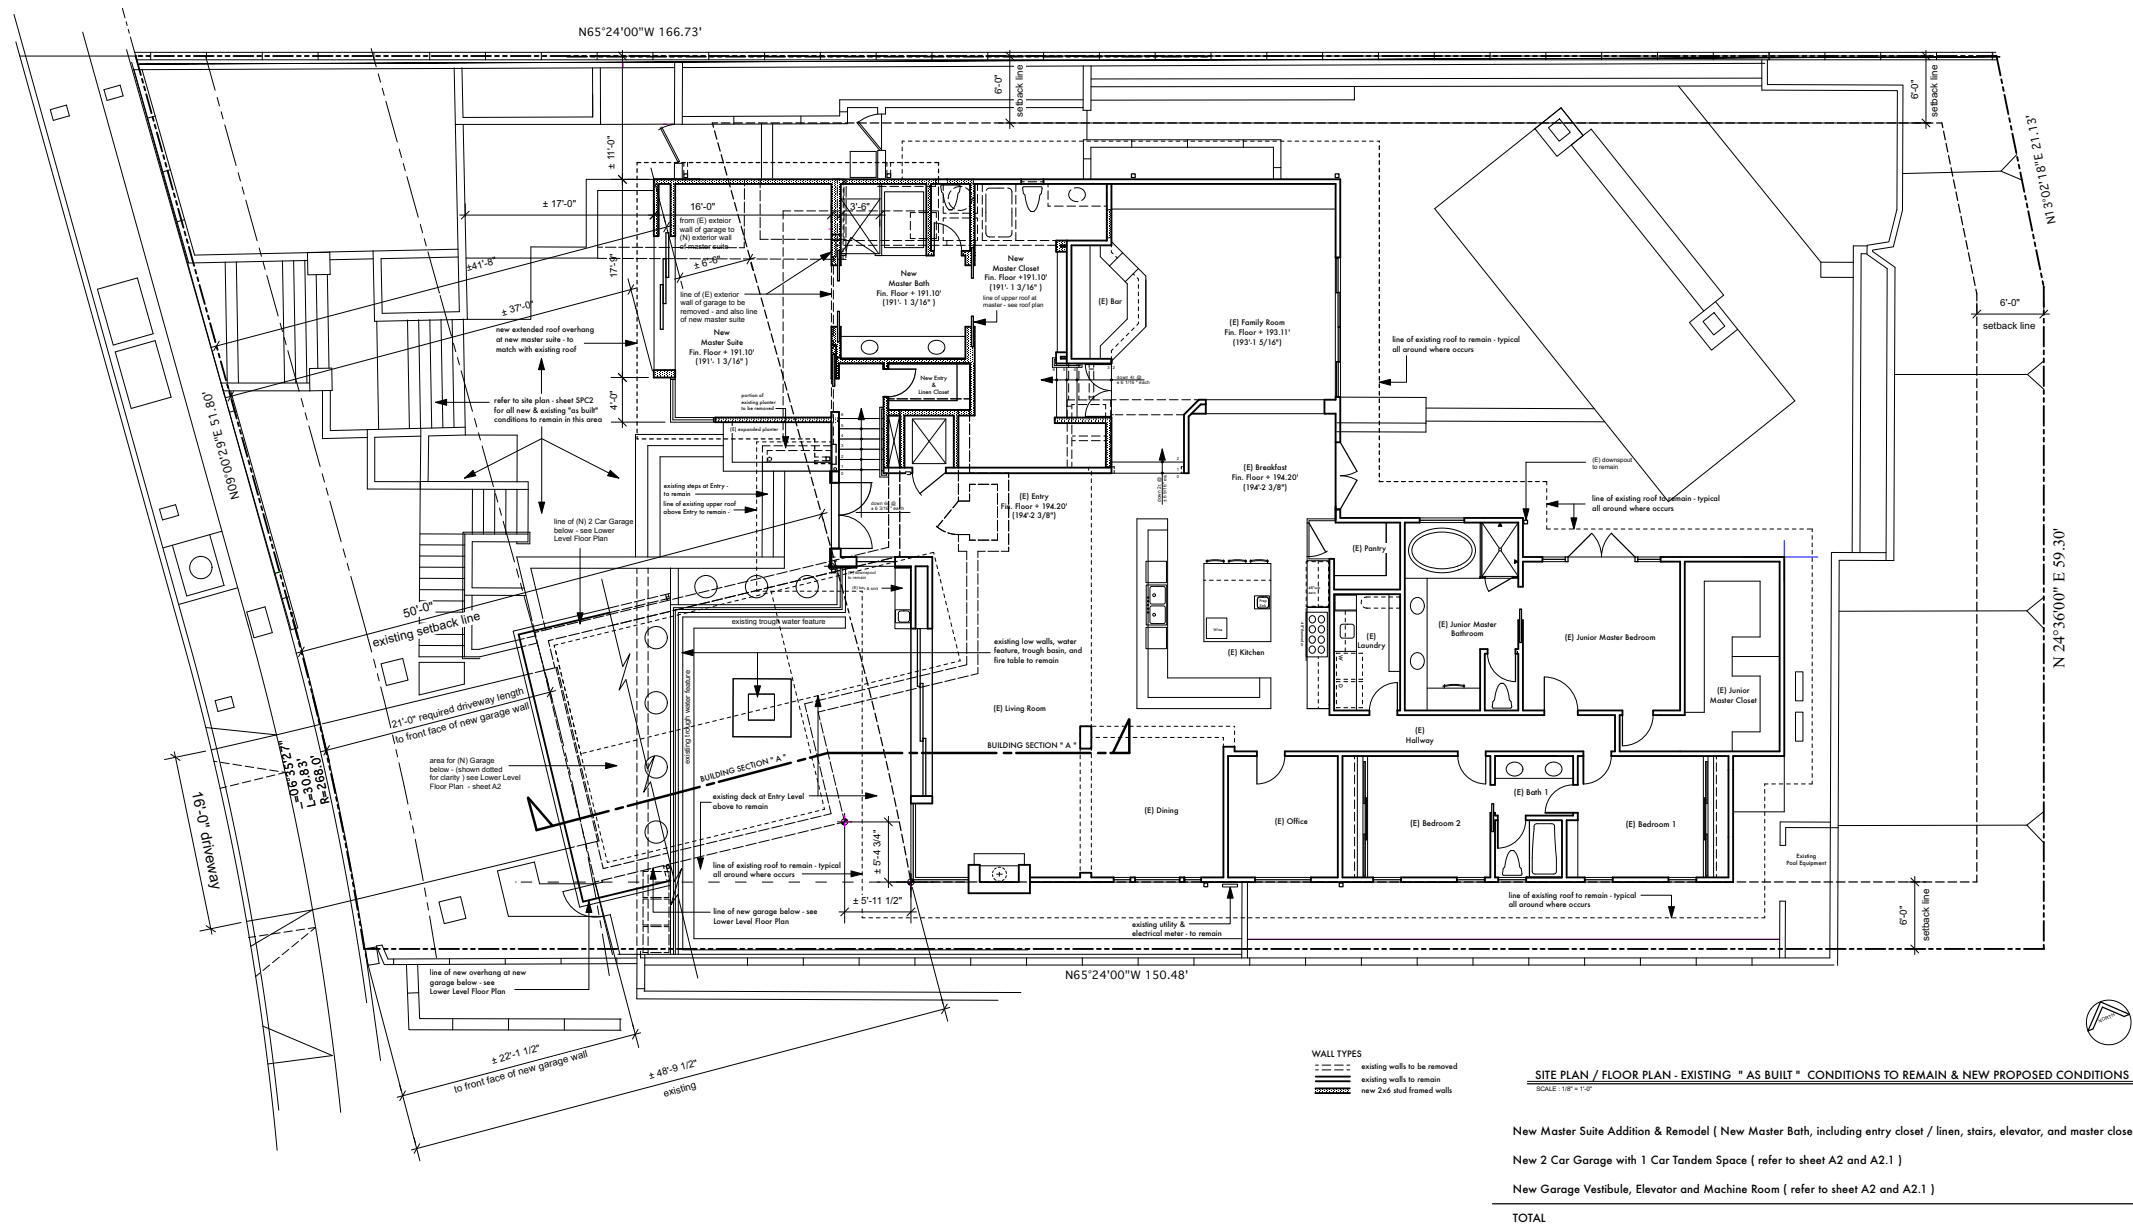 N65°24'00"W 166.73'
6'-0"
setback line
6'-0"
setback line
N13°02'18"E 21.13'
± 11'-0"
± 17'-0"
16'-0"
from (E) exteior
wall of garage to
(N) exterior wall
of master suite
3'-6"
±41'-8"
± 6'-6"
17'-9"
± 37'-0"
line of (E) exterior
wall of garage to be
removed - and also line
of new master suite
New
Master Suite
Fin. Floor + 191.10'
(191'- 1 3/16" )
New
Master Bath
Fin. Floor + 191.10'
(191'- 1 3/16" )
New
Master Closet
Fin. Floor +191.10'
(191'- 1 3/16" )
line of upper roof at
master - see roof plan
(E) Bar
(E) Family Room
Fin. Floor + 193.11'
(193'-1 5/16")
6'-0"
setback line
new extended roof overhang
at new master suite - to
match with existing roof
line of existing roof to remain - typical
all around where occurs
New Entry
&
Linen Closet
down 4r @
± 6 1/16" each
4'-0"
portion of
existing planter
to be removed
(E) expanded planter
refer to site plan - sheet SPC2
for all new & existing "as built"
conditions to remain in this area
N09°00'29"E 51.80'
(E) Breakfast
Fin. Floor + 194.20'
(194'-2 3/8")
(E) downspout
to remain
existing steps at Entry -
to remain
line of existing upper roof
above Entry to remain -
down 6r @
± 6 3/16" each
(E) Entry
Fin. Floor + 194.20'
(194'-2 3/8")
line of existing roof to remain - typical
all around where occurs
line of (N) 2 Car Garage
below - see Lower
Level Floor Plan
(E) Pantry
N 24°36'00" E 59.30'
50'-0"
existing setback line
existing trough water feature
existing low walls, water
feature, trough basin, and
fire table to remain
Wine
(E) Kitchen
(E)
Laundry
(E) Junior Master
Bathroom
(E) Junior Master Bedroom
(E) Junior
Master Closet
21'-0" required driveway length
to front face of new garage wall
existing trough water feature
(E) Living Room
(E)
Hallway
BUILDING SECTION " A "
BUILDING SECTION " A "
area for (N) Garage
below - (shown dotted
for clarity ) see Lower Level
Floor Plan - sheet A2
=06°35'27"
L=30.83'
R=268.0'
16'-0" driveway
existing deck at Entry Level
above to remain
± 5'-4 3/4"
(E) Dining
(E) Office
(E) Bedroom 2
(E) Bath 1
(E) Bedroom 1
Existing
Pool Equipment
line of existing roof to remain - typical
all around where occurs
± 5'-11 1/2"
line of new garage below - see
Lower Level Floor Plan
existing utility &
electrical meter - to remain
line of existing roof to remain - typical
all around where occurs
6'-0"
setback line
line of new overhang at new
garage below - see
Lower Level Floor Plan
N65°24'00"W 150.48'
± 22'-1 1/2"
to front face of new garage wall
± 48'-9 1/2"
existing
NORTH
WALL TYPES
existing walls to be removed
existing walls to remain
new 2x6 stud framed walls
SITE PLAN / FLOOR PLAN - EXISTING " AS BUILT " CONDITIONS TO REMAIN & NEW PROPOSED CONDITIONS
SCALE : 1/8" = 1'-0"
New Master Suite Addition & Remodel ( New Master Bath, including entry closet / linen, stairs, elevator, and master close
New 2 Car Garage with 1 Car Tandem Space ( refer to sheet A2 and A2.1 )
New Garage Vestibule, Elevator and Machine Room ( refer to sheet A2 and A2.1 )
TOTAL